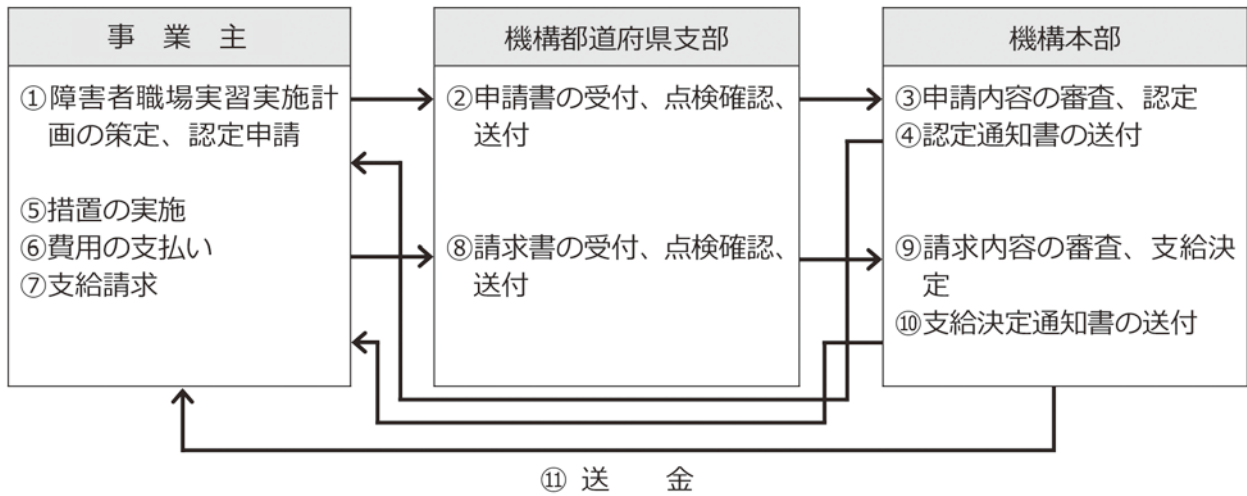 事 業 主
①障害者職場実習実施計
画の策定、認定申請
⑤措置の実施
⑥費用の支払い
⑦支給請求
機構都道府県支部
②申請書の受付、点検確認、
送付
⑧請求書の受付、点検確認、
送付
機構本部
③申請内容の審査、認定
④認定通知書の送付
⑨請求内容の審査、支給決
定
⑩支給決定通知書の送付
⑪ 送 金